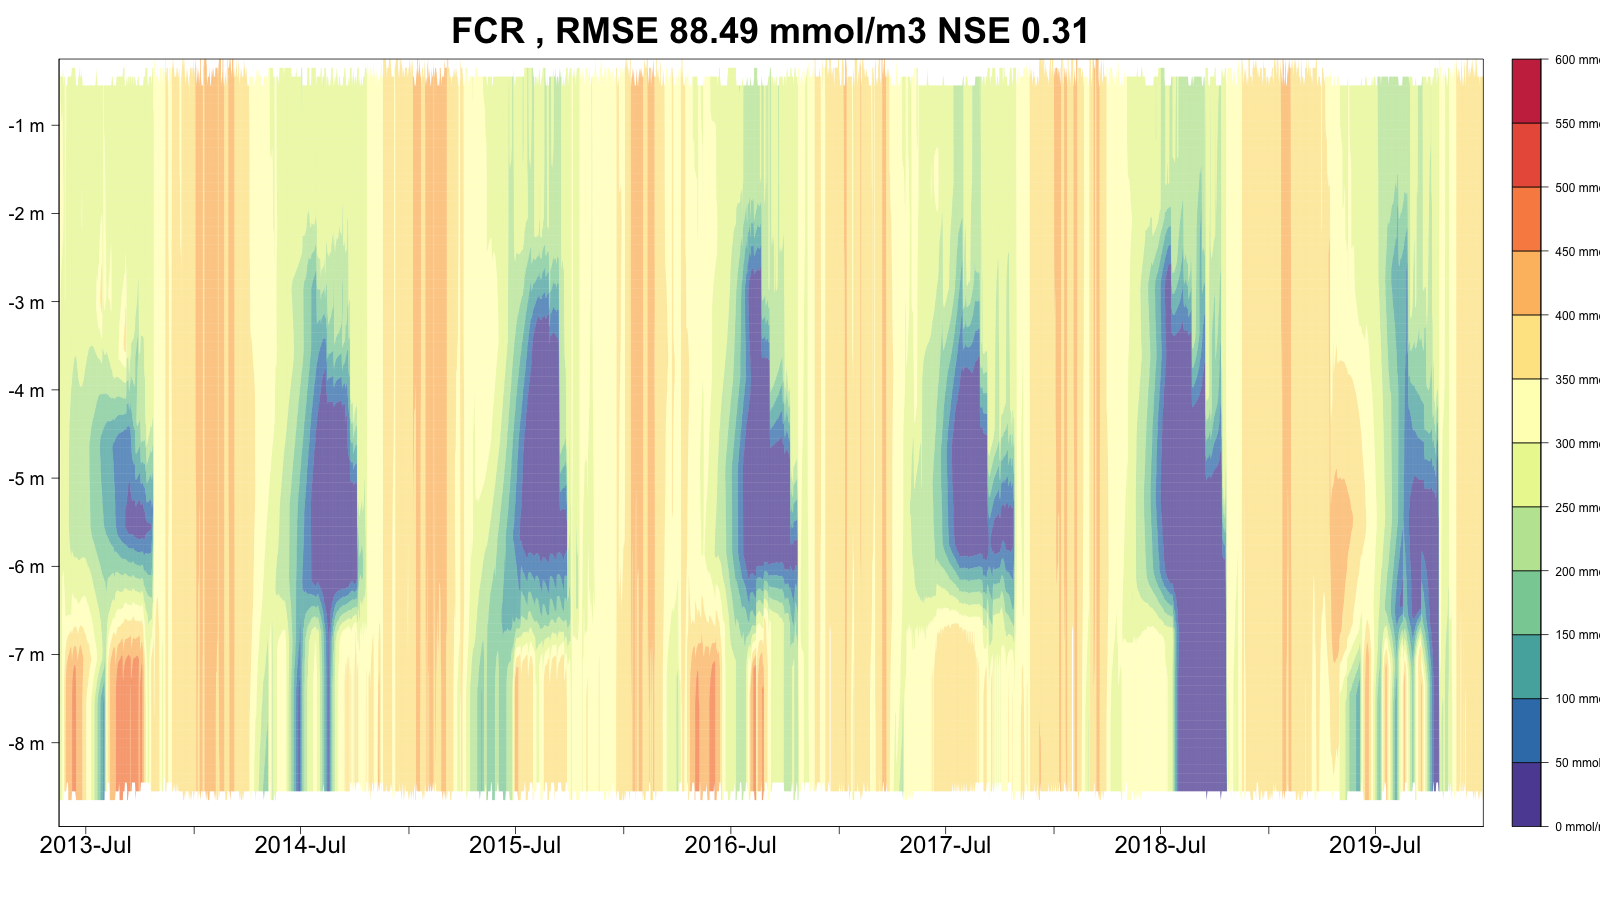 FCR , RMSE 88.49 mmol/m3 NSE 0.31
-1 m
-2 m
-3 m
-4 m
-5 m
-6 m
-7 m
-8 m
2013-Jul
2014-Jul
2015-Jul
2016-Jul
2017-Jul
2018-Jul
2019-Jul
600 mm
550 mm
500 mm
450 mm
400 mm
350 mm
300 mm
250 mm
200 mm
150 mm
100 mm
50 mmol
0 mmol/